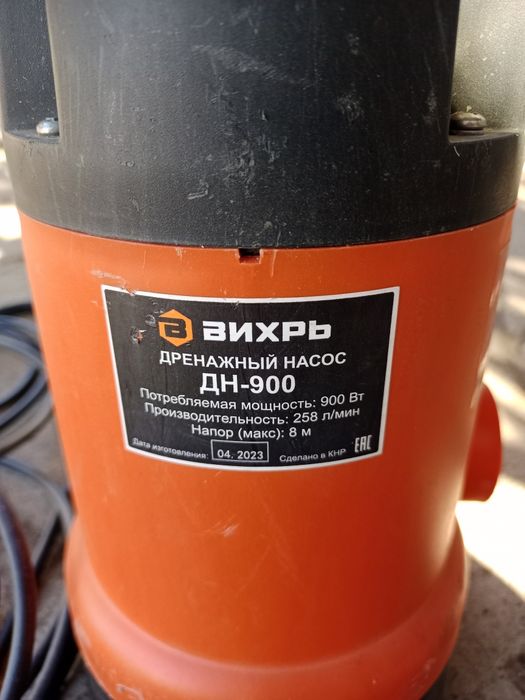 ВИХРЬ
ДРЕНАЖНЫЙ НАСОС
ДН-900
Потребляемая мощность: 900 Вт
Производительность: 258 л/мин
Напор (макс): 8 м
Дата изготовления: 04. 2023 Сделано в КНР EAC